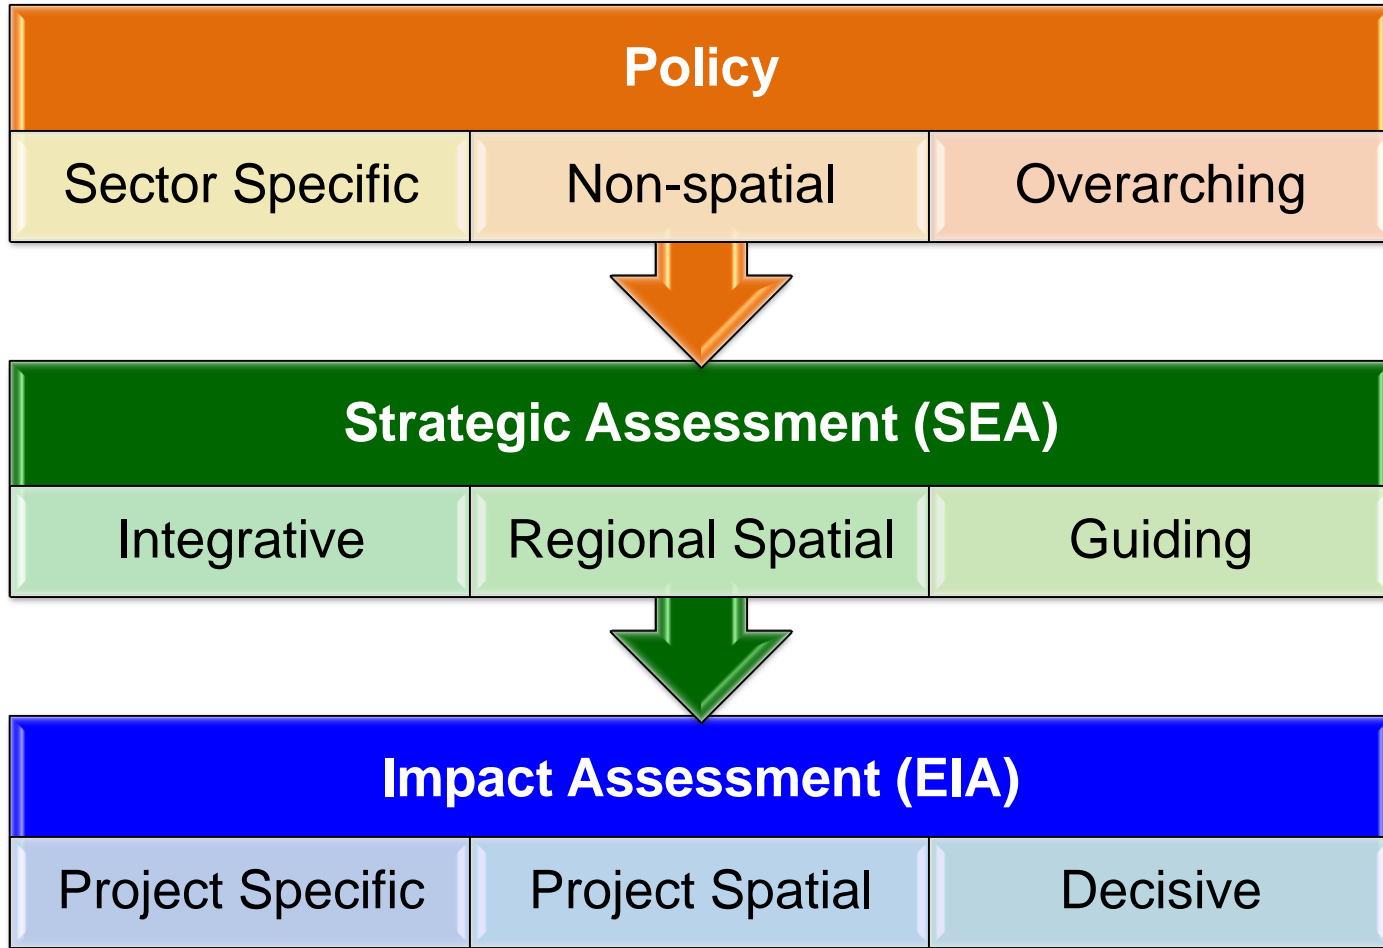 Policy
Sector Specific
Non-spatial
Overarching
Strategic Assessment (SEA)
Integrative
Regional Spatial
Guiding
Impact Assessment (EIA)
Project Specific
Project Spatial
Decisive